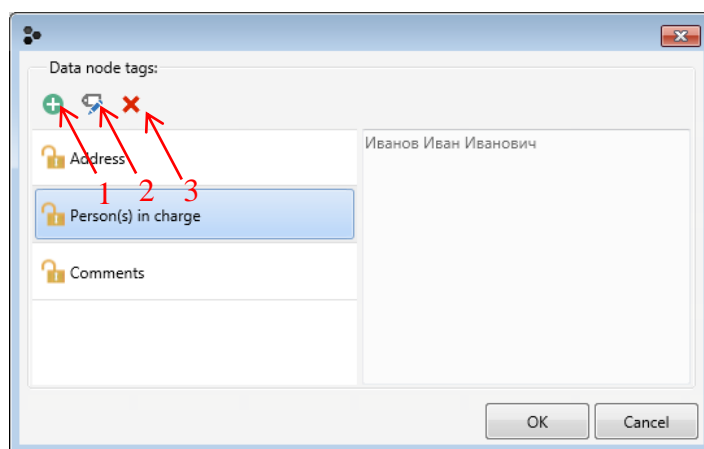 Data node tags:
Address
Иванов Иван Иванович
1 2 3
Person(s) in charge
Comments
OK Cancel